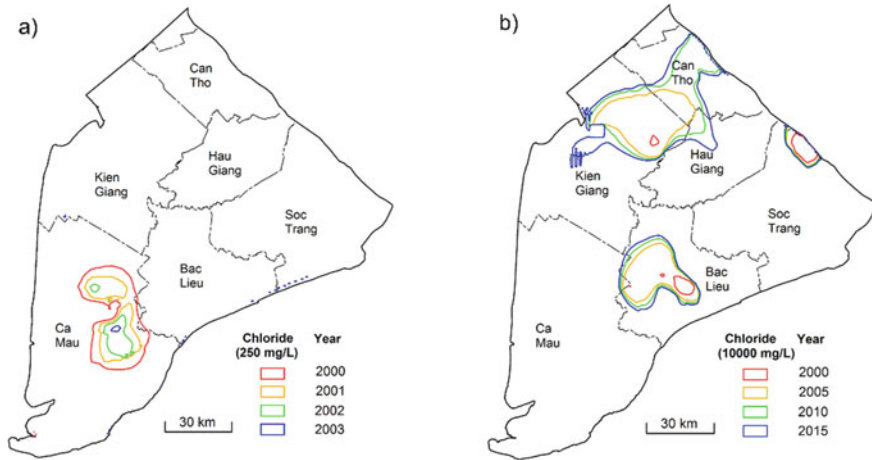 a)
Can
Tho
Hau
Giang
Kien
Giang
Soc
Trang
Bac
Lieu
Ca
Mau
Chloride Year
(250 mg/L)
2000
2001
2002
2003
30 km
b)
Can
Tho
Hau
Giang
Kien
Giang
Soc
Trang
Bac
Lieu
Ca
Mau
Chloride Year
(10000 mg/L)
2000
2005
2010
2015
30 km